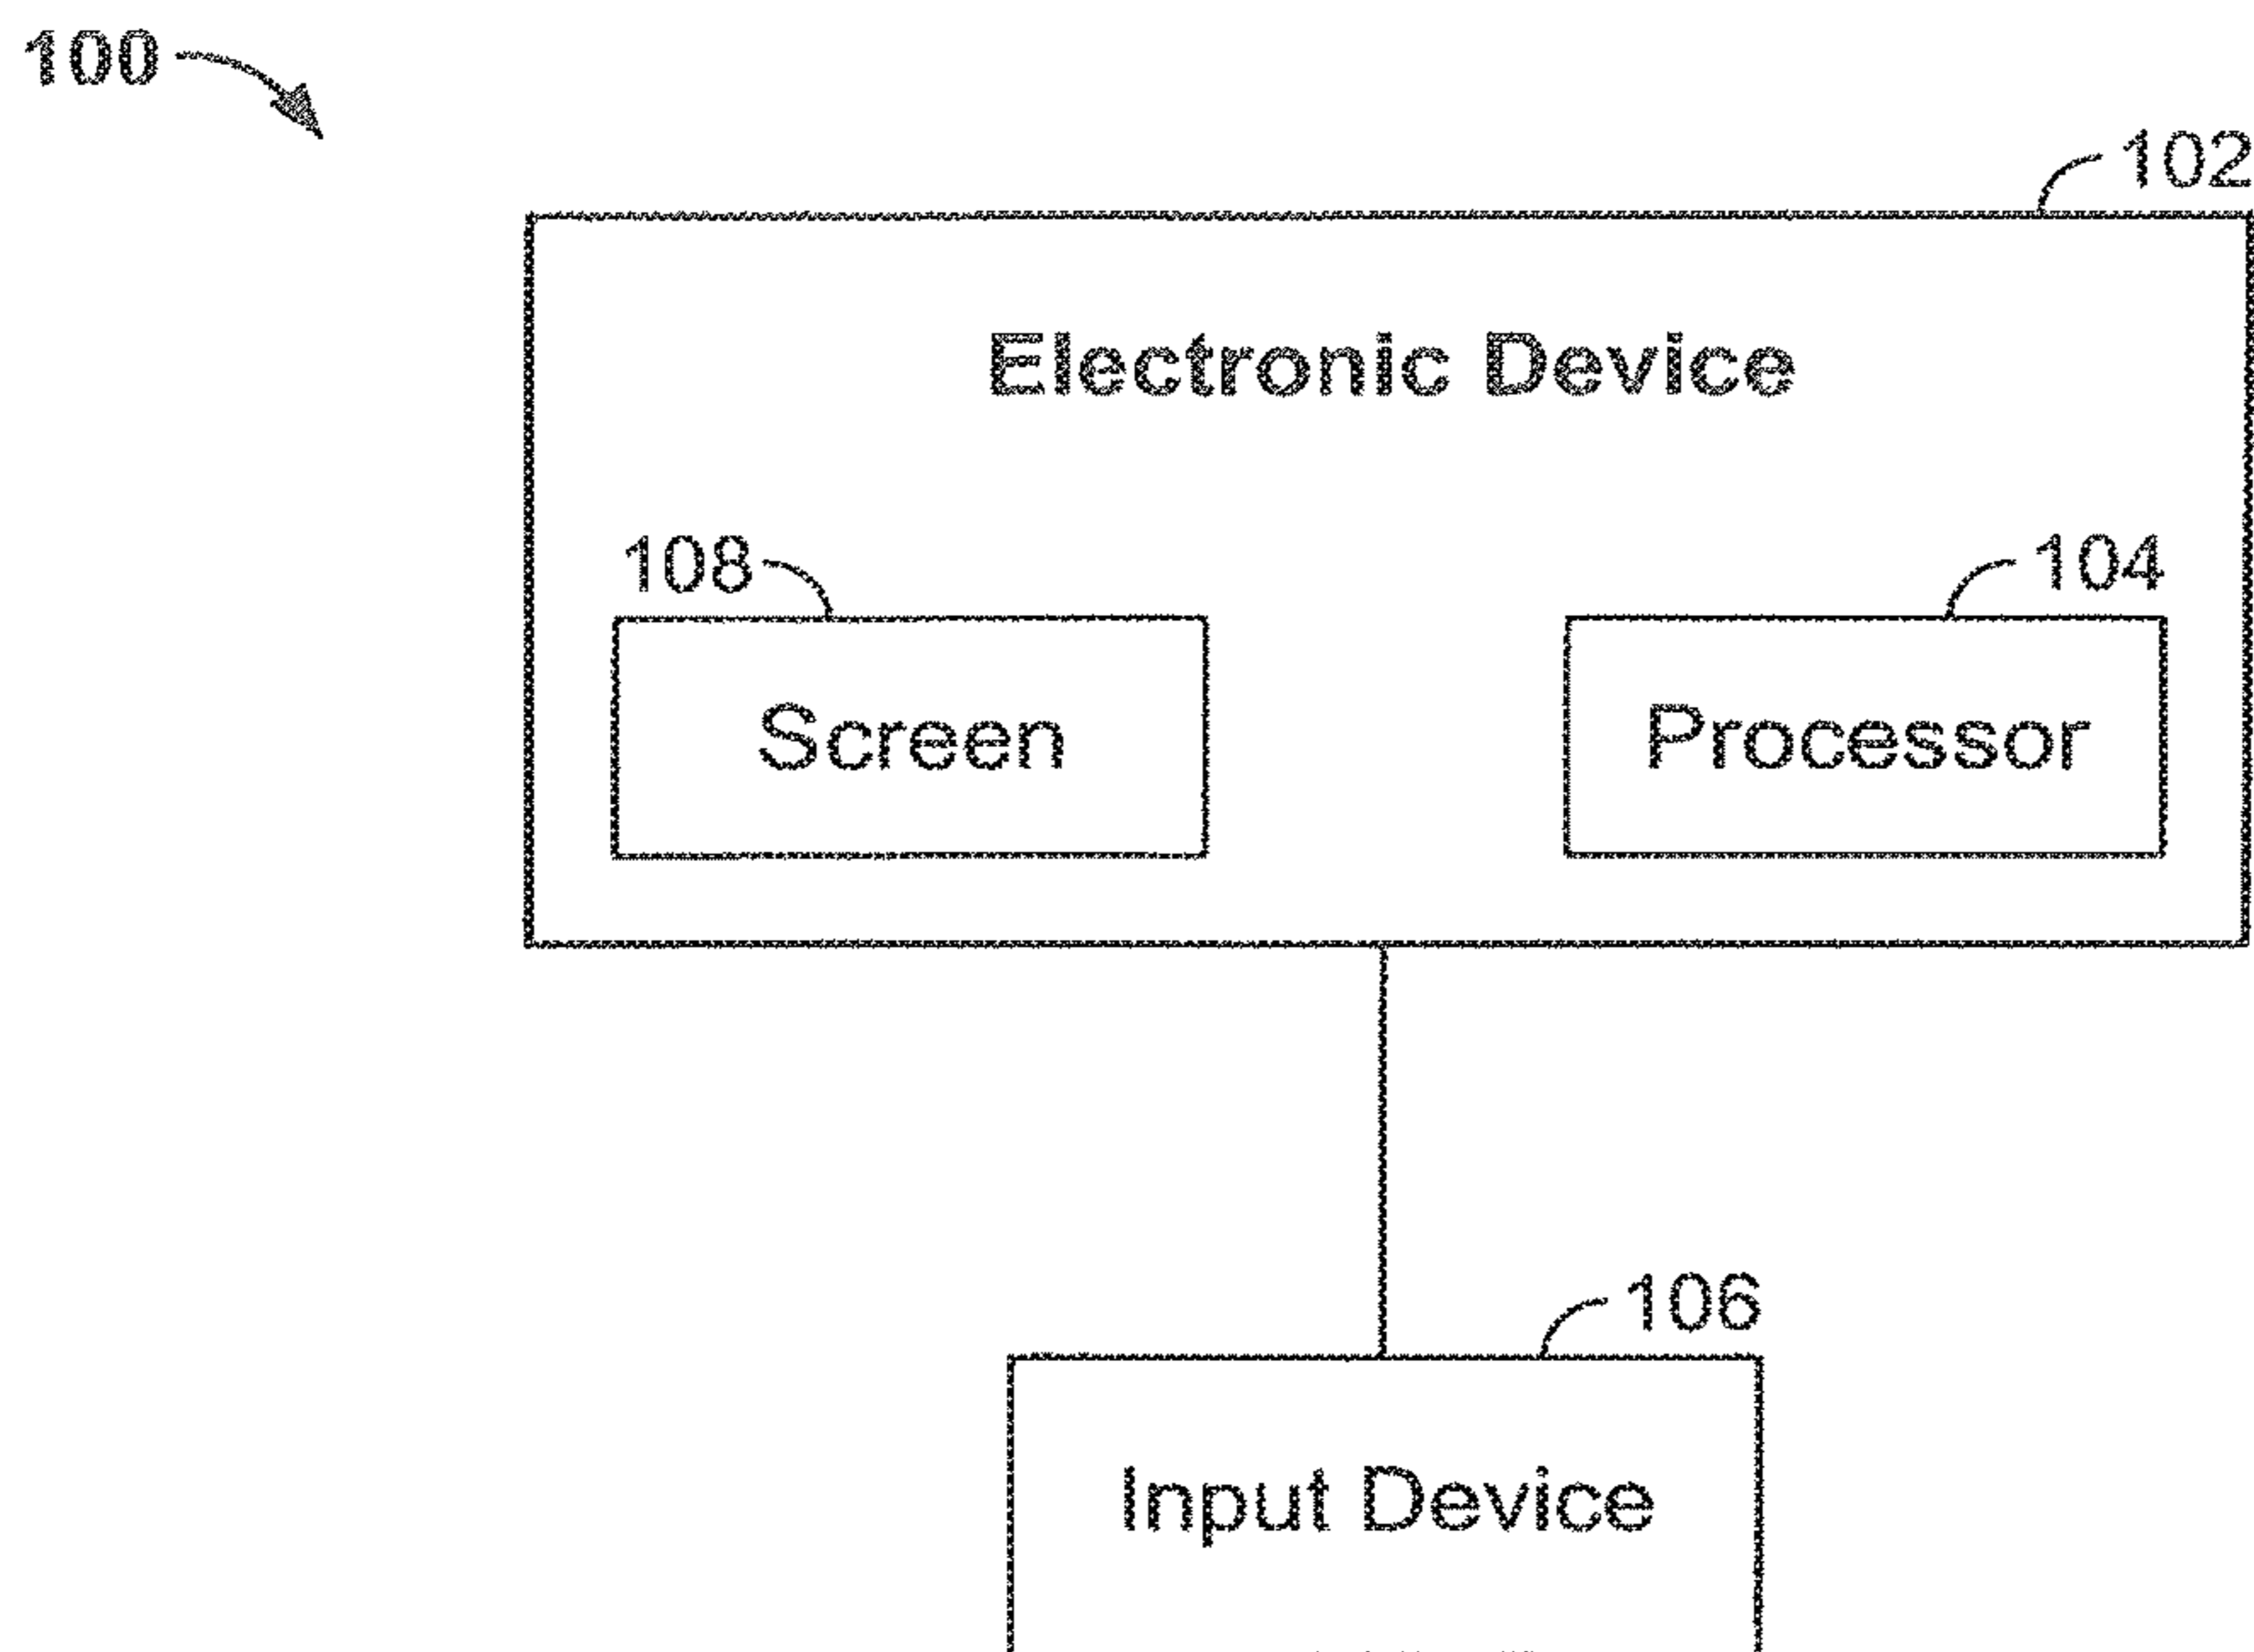 100
102
Electronic Device
108
104
Screen
Processor
106
Input Device